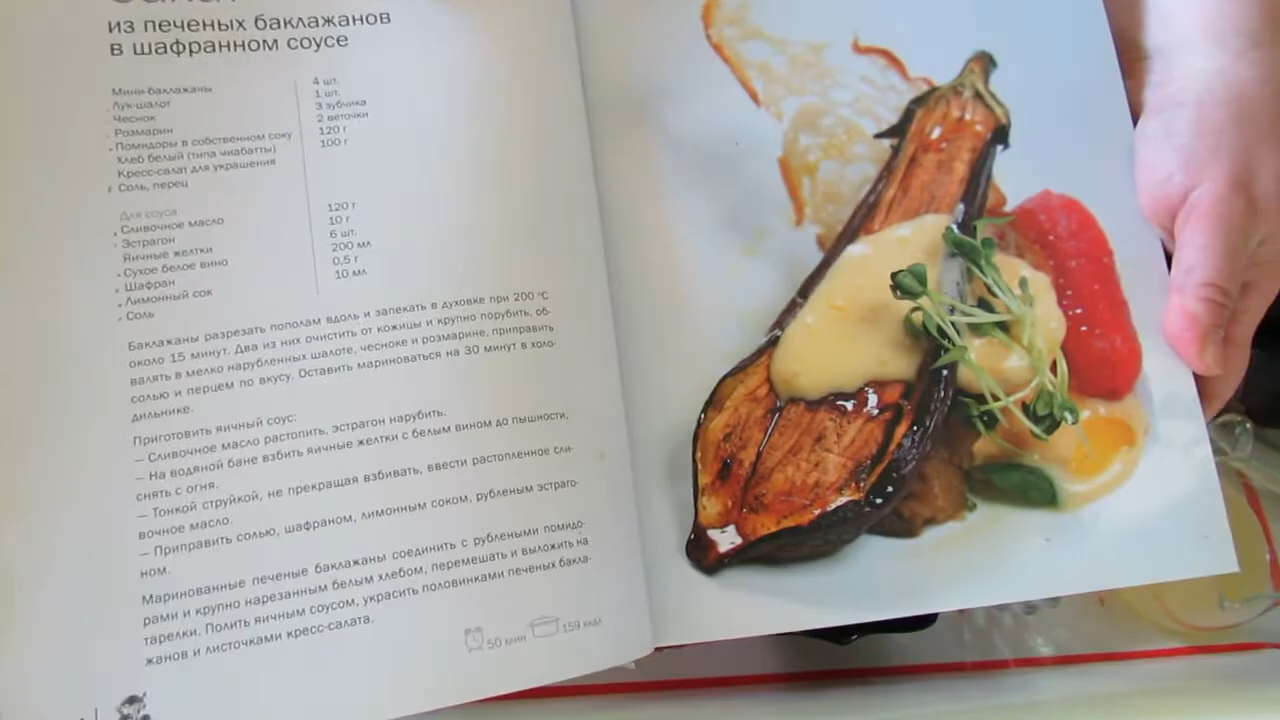 из печеных баклажанов
в шафранном соусе
Мини-баклажаны 4 шт.
Лук-шалот 1 шт.
Чеснок 3 зубчика
Розмарин 2 веточки
Помидоры в собственном соку 120 г
Хлеб белый (типа чиабатты) 100 г
Кресс-салат для украшения
Соль, перец
Для соуса
Сливочное масло 120 г
Эстрагон 10 г
Яичные желтки 6 шт.
Сухое белое вино 200 мл
Шафран 0,5 г
Лимонный сок 10 мл
Соль
Баклажаны разрезать пополам вдоль и запекать в духовке при 200 °С
около 15 минут. Два из них очистить от кожицы и крупно порубить, об-
валять в мелко нарубленных шалоте, чесноке и розмарине, приправить
солью и перцем по вкусу. Оставить мариноваться на 30 минут в холо-
дильнике.
Приготовить яичный соус:
— Сливочное масло растопить, эстрагон нарубить.
— На водяной бане взбить яичные желтки с белым вином до пышности,
снять с огня.
— Тонкой струйкой, не прекращая взбивать, ввести растопленное сли-
вочное масло.
— Приправить солью, шафраном, лимонным соком, рубленым эстраго-
ном.
Маринованные печеные баклажаны соединить с рублеными помидо-
рами и крупно нарезанным белым хлебом, перемешать и выложить на
тарелки. Полить яичным соусом, украсить половинками печеных бакла-
жанов и листочками кресс-салата.
50 мин 159 ккал